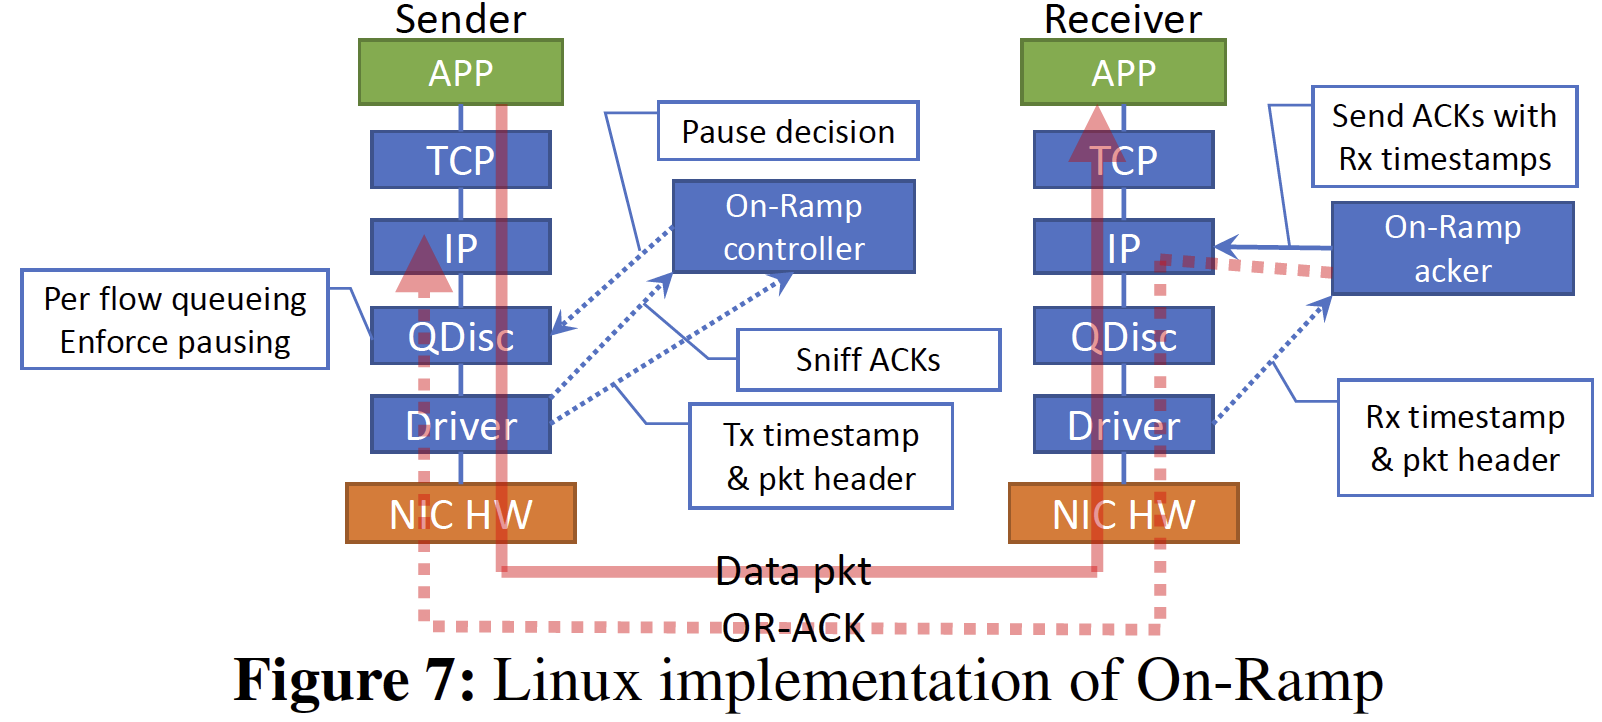 Sender
APP
TCP
IP
QDisc
Driver
NIC HW
Per flow queueing
Enforce pausing
Pause decision
On-Ramp
controller
Sniff ACKs
Tx timestamp
& pkt header
Receiver
APP
TCP
IP
QDisc
Driver
NIC HW
Send ACKs with
Rx timestamps
On-Ramp
acker
Rx timestamp
& pkt header
Data pkt
OR-ACK
Figure 7: Linux implementation of On-Ramp